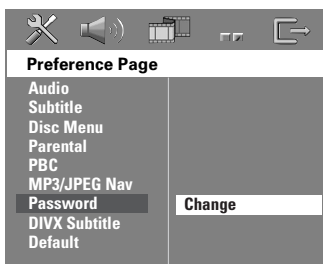 Preference Page
Audio
Subtitle
Disc Menu
Parental
PBC
MP3/JPEG Nav
Password
Change
DIVX Subtitle
Default